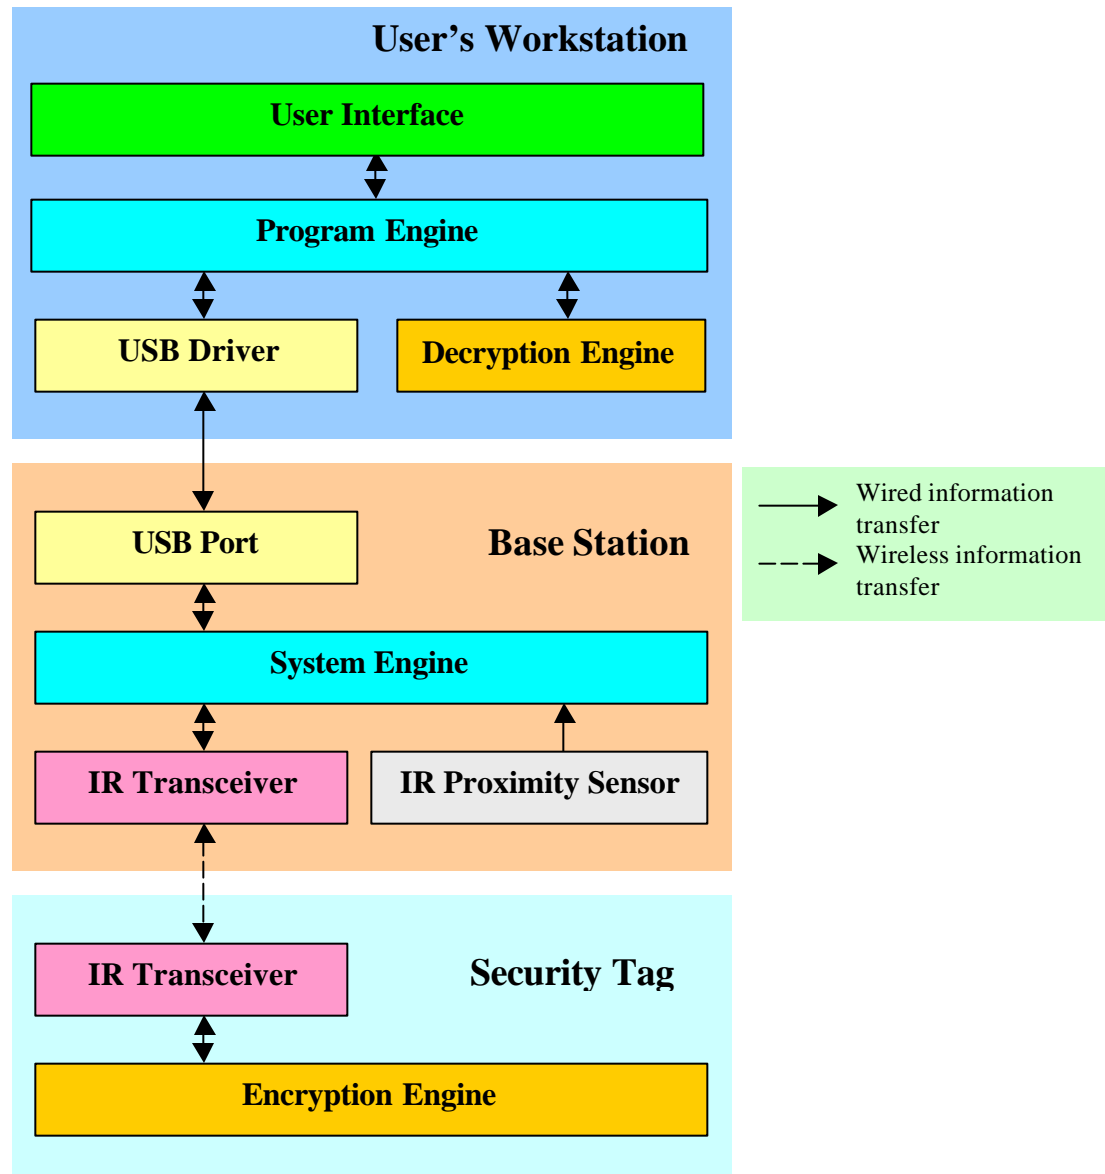 User's Workstation
User Interface
Program Engine
USB Driver
Decryption Engine
USB Port
Base Station
Wired information
transfer
Wireless information
transfer
System Engine
IR Transceiver
IR Proximity Sensor
IR Transceiver
Security Tag
Encryption Engine